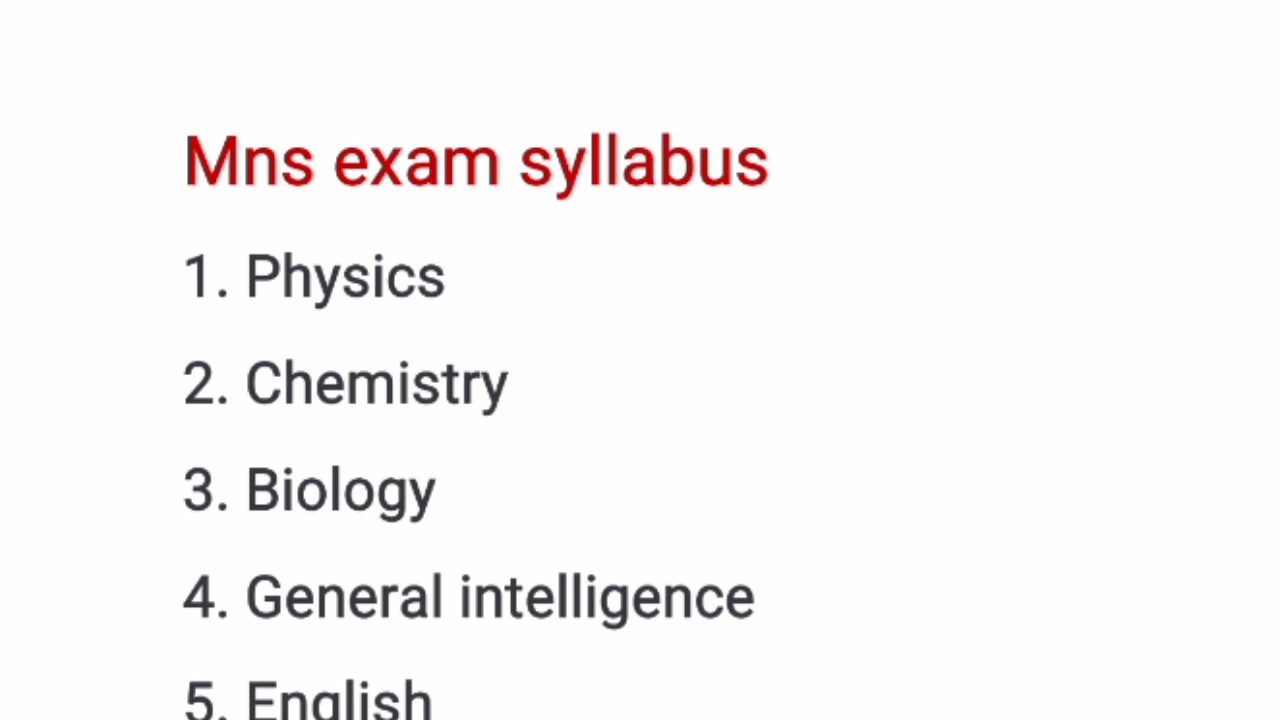 Mns exam syllabus
1. Physics
2. Chemistry
3. Biology
4. General intelligence
5. English